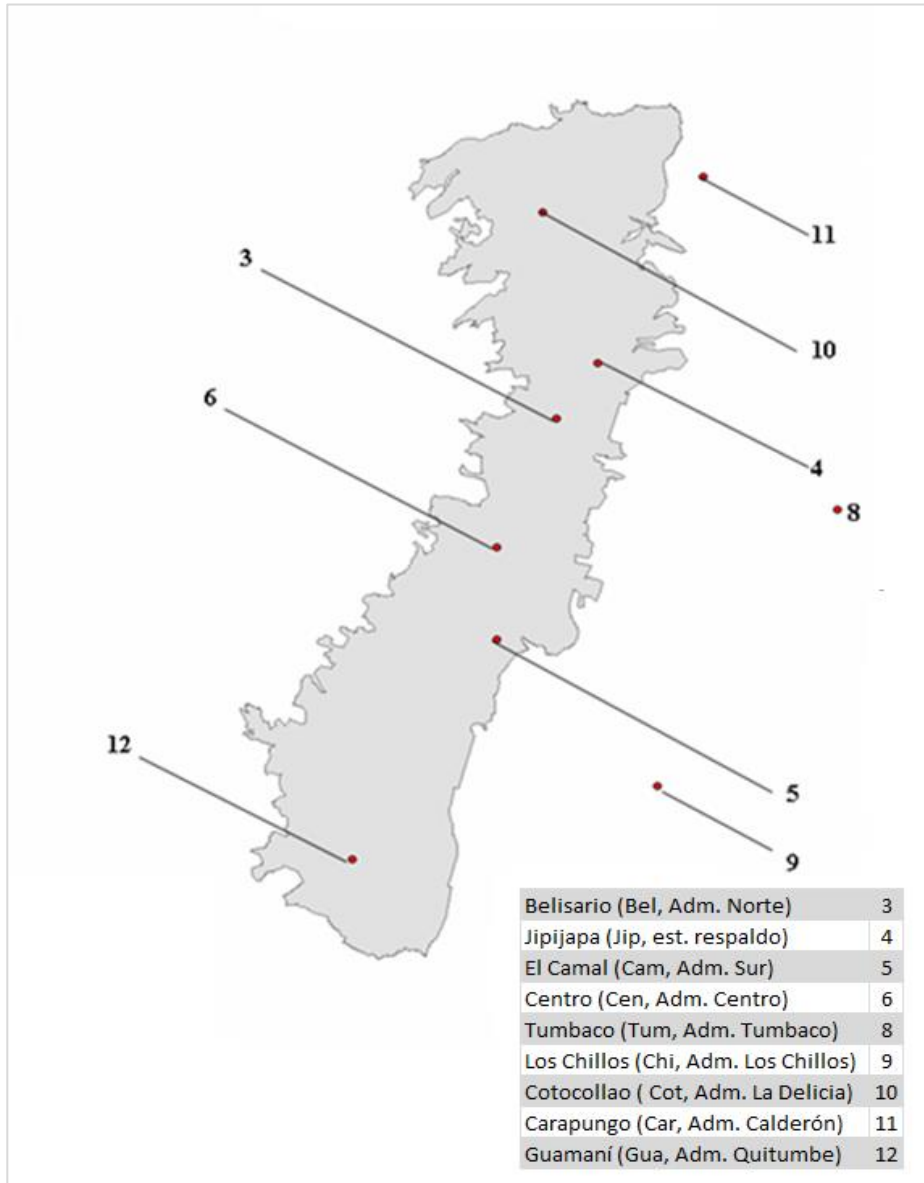 11
3
10
6
4
8
12
5
9
Belisario (Bel, Adm. Norte) 3
Jipijapa (Jip, est. respaldo) 4
El Camal (Cam, Adm. Sur) 5
Centro (Cen, Adm. Centro) 6
Tumbaco (Tum, Adm. Tumbaco) 8
Los Chillos (Chi, Adm. Los Chillos) 9
Cotocollao ( Cot, Adm. La Delicia) 10
Carapungo (Car, Adm. Calderón) 11
Guamaní (Gua, Adm. Quitumbe) 12